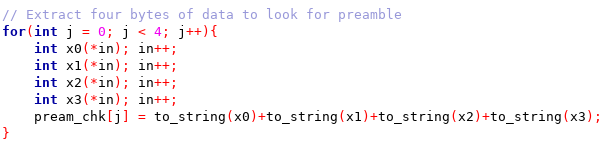 // Extract four bytes of data to look for preamble
for(int j = 0; j < 4; j++){
    int x0(*in); in++;
    int x1(*in); in++;
    int x2(*in); in++;
    int x3(*in); in++;
    pream_chk[j] = to_string(x0)+to_string(x1)+to_string(x2)+to_string(x3);
}